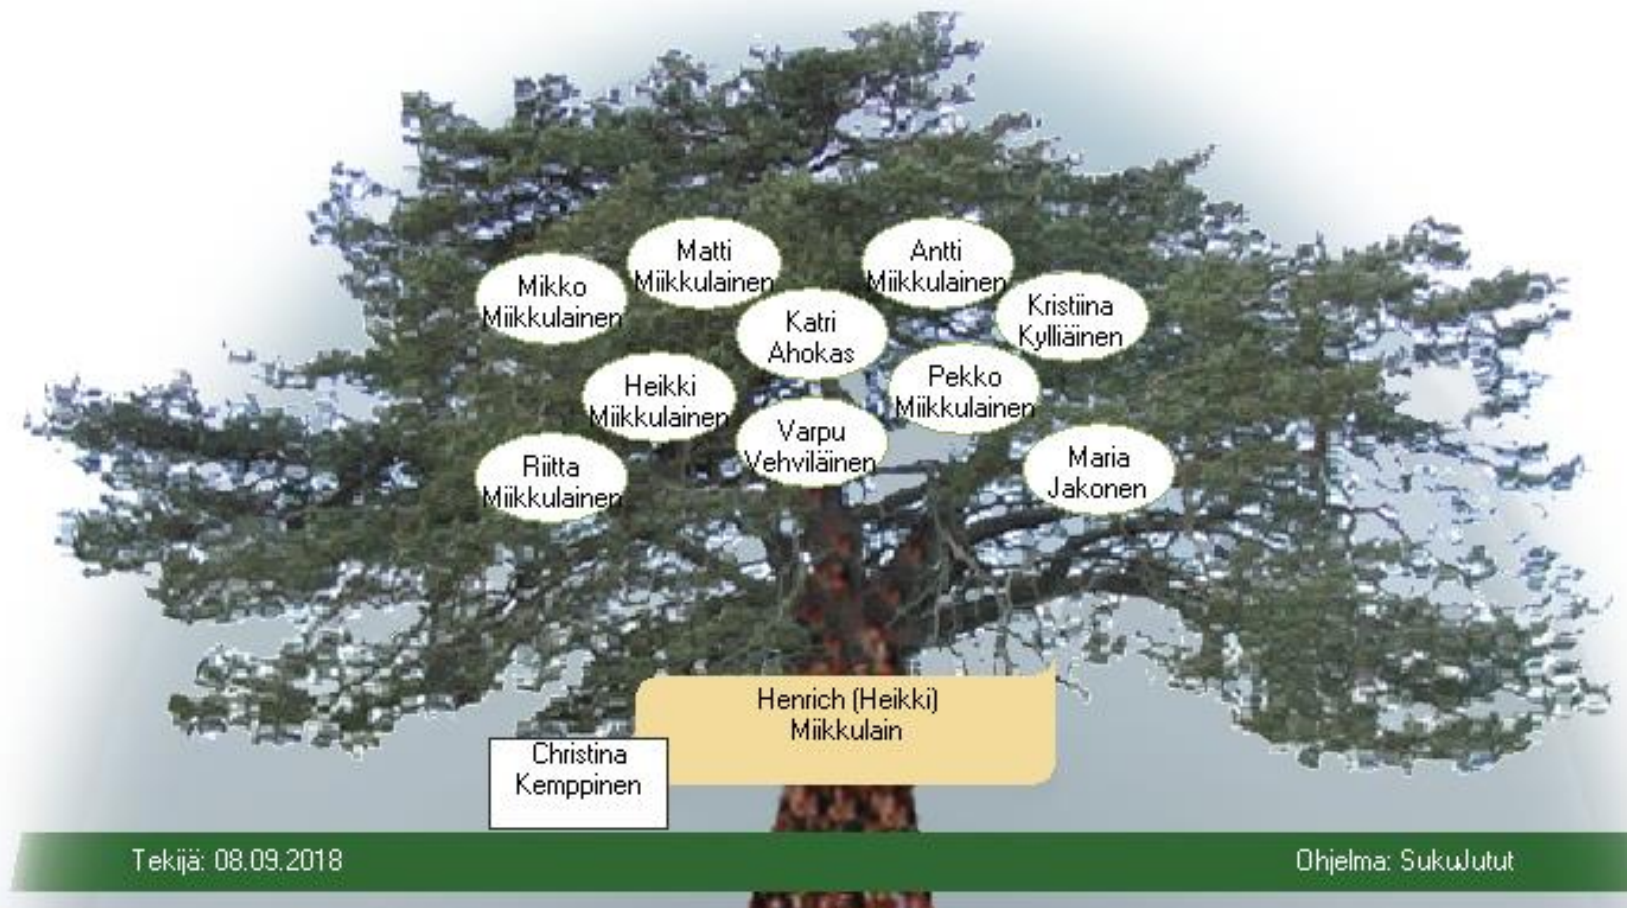 Matti
Miikkulainen
Antti
Miikkulainen
Mikko
Miikkulainen
Kristiina
Kylliäinen
Katri
Ahokas
Heikki
Miikkulainen
Pekko
Miikkulainen
Varpu
Vehviläinen
Riitta
Miikkulainen
Maria
Jakonen
Henrich (Heikki)
Miikkulain
Christina
Kemppinen
Tekijä: 08.09.2018
Ohjelma: SukuJutut